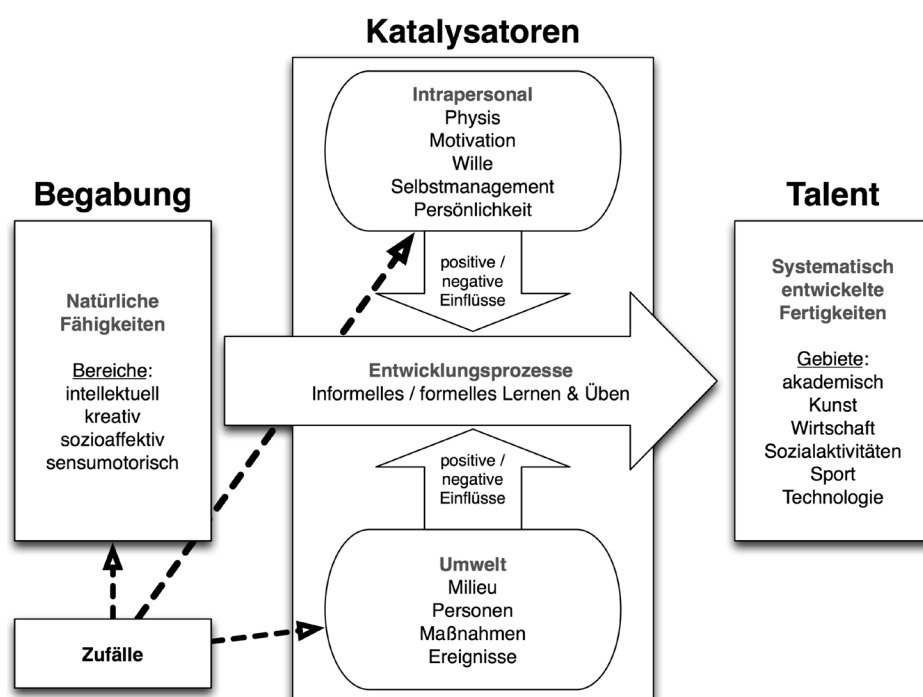 Katalysatoren
Intrapersonal
Physis
Motivation
Wille
Selbstmanagement
Persönlichkeit
Begabung
Talent
Natürliche
Fähigkeiten
Bereiche:
intellektuell
kreativ
sozioaffektiv
sensumotorisch
positive /
negative
Einflüsse
Entwicklungsprozesse
Informelles / formelles Lernen & Üben
positive /
negative
Einflüsse
Systematisch
entwickelte
Fertigkeiten
Gebiete:
akademisch
Kunst
Wirtschaft
Sozialaktivitäten
Sport
Technologie
Umwelt
Milieu
Personen
Maßnahmen
Ereignisse
Zufälle